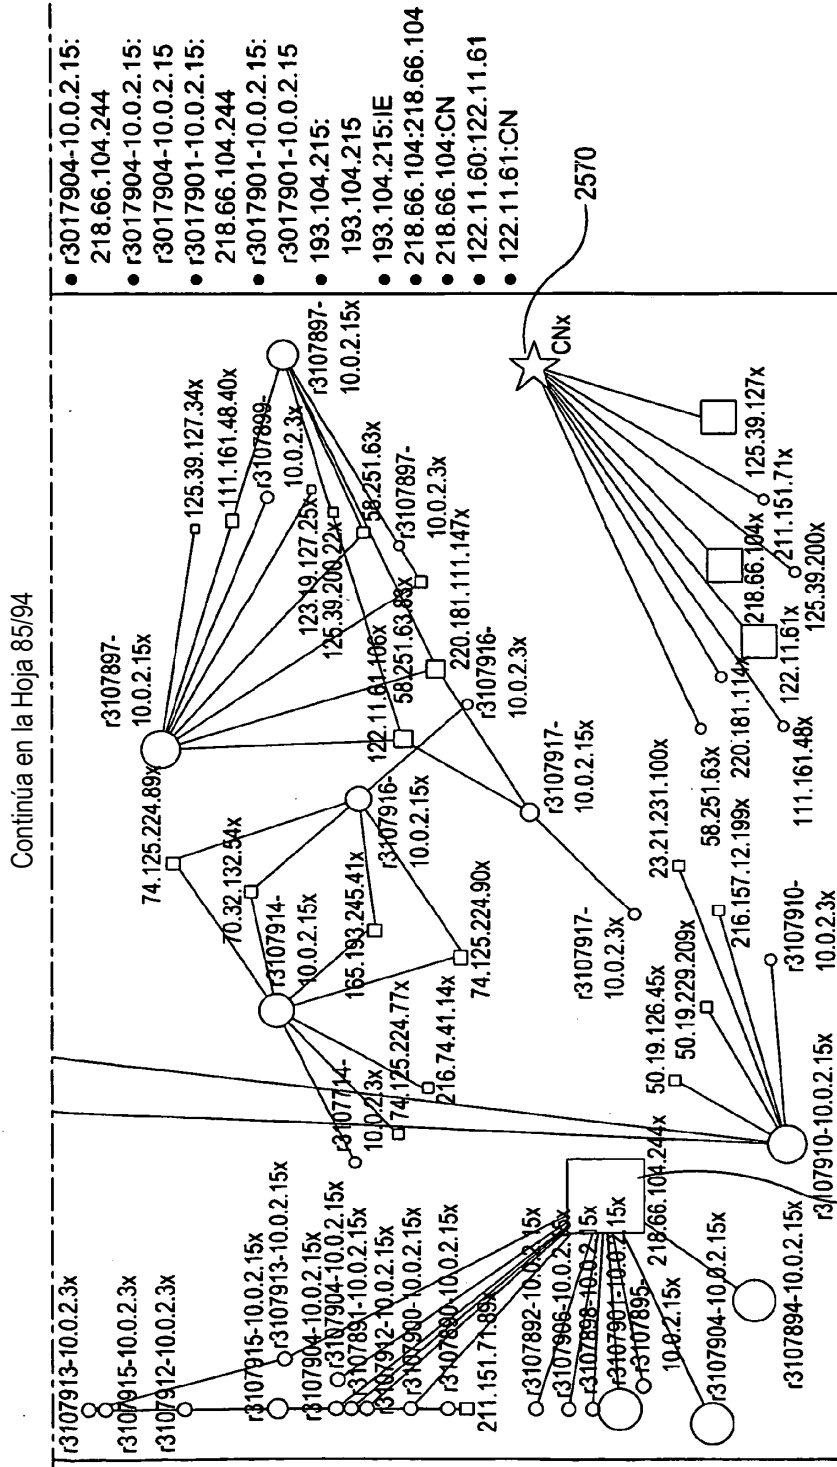 Continúa en la Hoja 85/94
• r3017904-10.0.2.15:
218.66.104.244
• r3017904-10.0.2.15:
r3017904-10.0.2.15
• r3017901-10.0.2.15:
218.66.104.244
• r3017901-10.0.2.15:
r3017901-10.0.2.15
• 193.104.215:
193.104.215
• 193.104.215:IE
• 218.66.104:218.66.104
• 218.66.104:CN
• 122.11.60:122.11.61
• 122.11.61:CN
2570
r3107897-
10.0.2.15x
125.39.127.34x
111.161.48.40x
r3107899-
10.0.2.3x
123.19.127.25x
125.39.200.22x
58.251.63x
r3107897-
10.0.2.3x
r3107897-
10.0.2.15x
122.11.61.106x
58.251.63.83x
220.181.111.147x
r3107916-
10.0.2.3x
74.125.224.89x
70.32.132.54x
r3107914-
10.0.2.15x
165.193.245.41x
r3107916-
10.0.2.15x
74.125.224.90x
r3107714-
10.0.2.3x
74.125.224.77x
216.74.41.14x
r3107917-
10.0.2.15x
r3107917-
10.0.2.3x
CNx
125.39.127x
211.151.71x
218.66.104x
125.39.200x
122.11.61x
220.181.114x
111.161.48x
58.251.63x
23.21.231.100x
216.157.12.199x
50.19.126.45x
50.19.229.209x
r3107910-
10.0.2.3x
r3107910-10.0.2.15x
r3107913-10.0.2.3x
r3107915-10.0.2.3x
r3107912-10.0.2.3x
r3107915-10.0.2.15x
r3107913-10.0.2.15x
r3107904-10.0.2.15x
r3107904-10.0.2.15x
r3107891-10.0.2.15x
r3107912-10.0.2.15x
r3107900-10.0.2.15x
r3107890-10.0.2.15x
211.151.71.89x
r3107892-10.0.2.15x
r3107906-10.0.2.15x
r3107898-10.0.2.15x
r3107901-10.0.2.15x
r3107895-
10.0.2.15x
218.66.104.244x
r3107904-10.0.2.15x
r3107894-10.0.2.15x